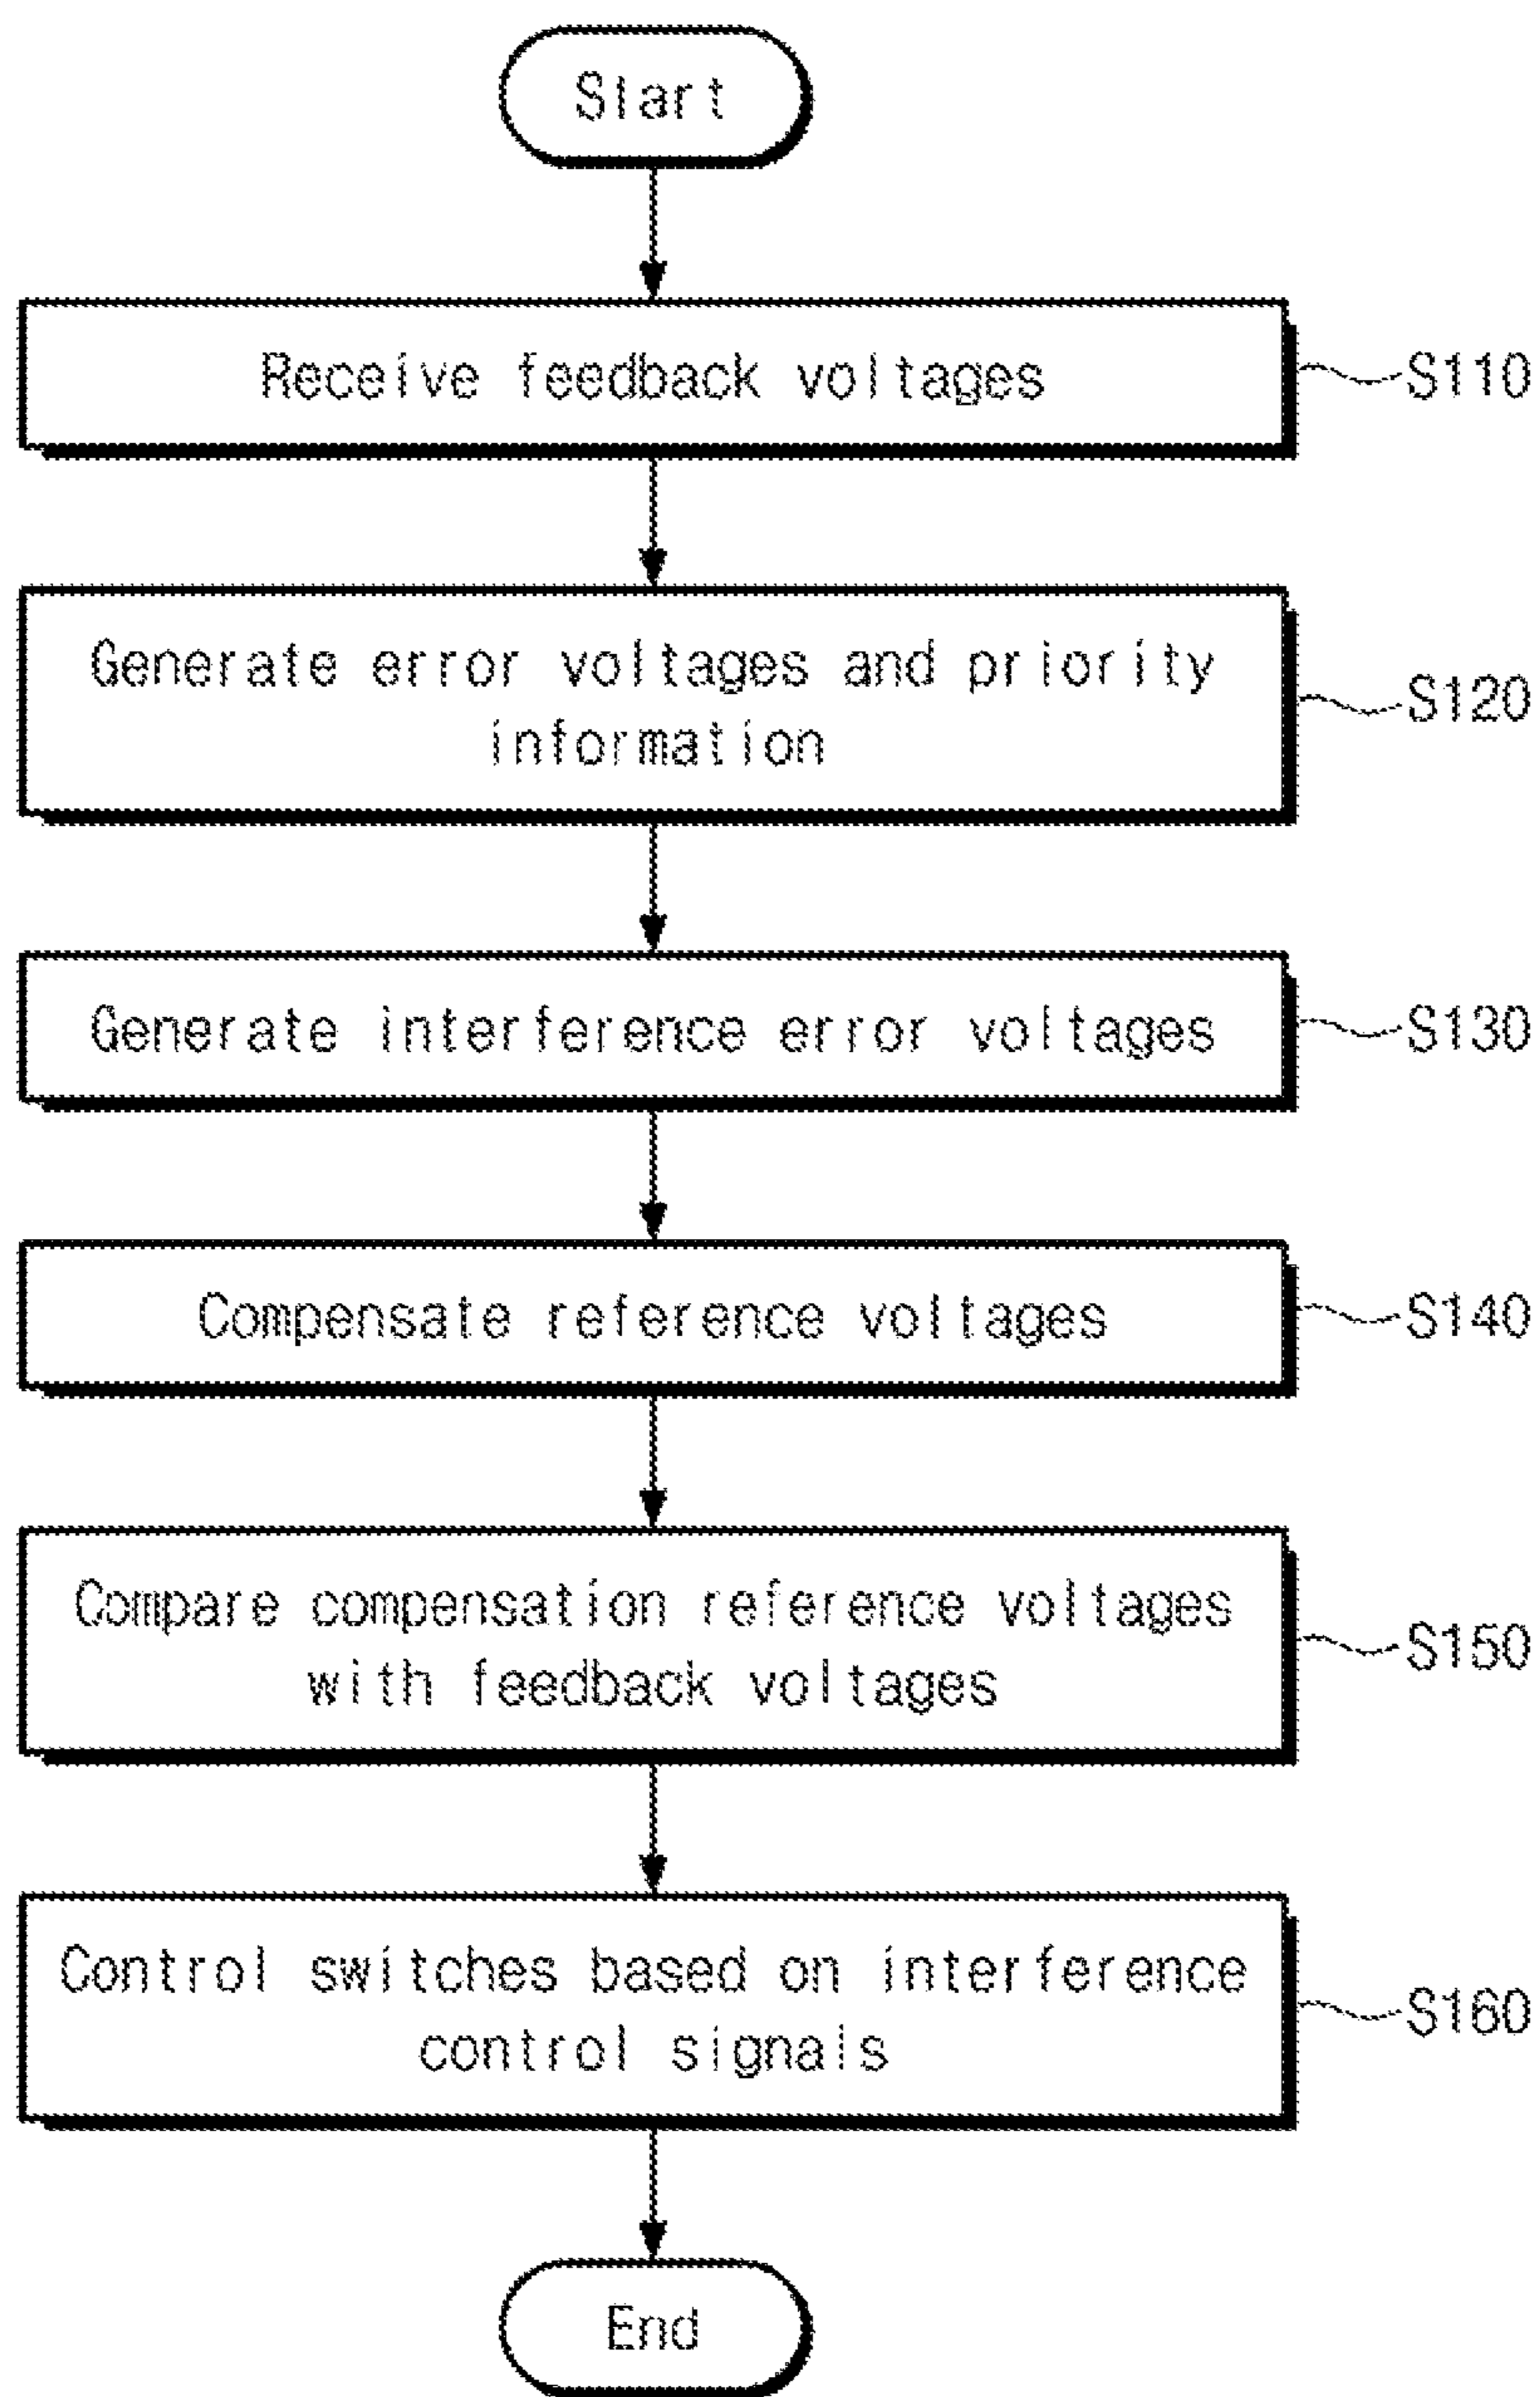 Start
Receive feedback voltages
S110
Generate error voltages and priority
information
S120
Generate interference error voltages
S130
Compensate reference voltages
S140
Compare compensation reference voltages
with feedback voltages
S150
Control switches based on interference
control signals
S160
End